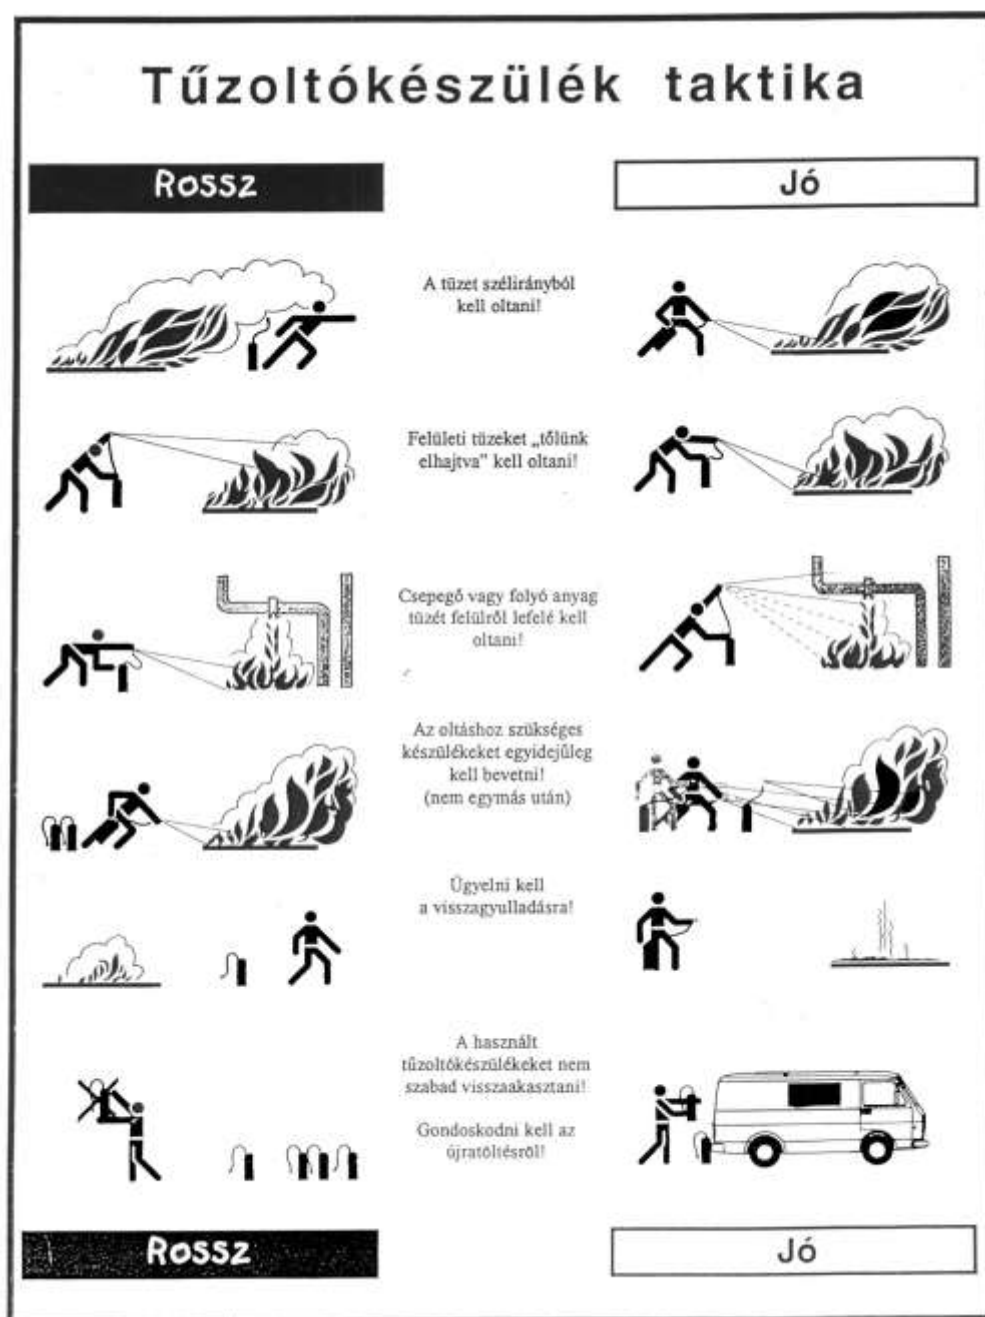 Tűzoltókészülék taktika
Rossz
Jó
A tüzet szélirányból
kell oltani!
Felületi tüzeket „tőlünk
elhajtva” kell oltani!
Csepegő vagy folyó anyag
tüzét felülről lefelé kell
oltani!
Az oltáshoz szükséges
készülékeket egyidejűleg
kell bevetni!
(nem egymás után)
Ügyelni kell
a visszagyulladásra!
A használt
tűzoltókészülékeket nem
szabad visszaakasztani!
Gondoskodni kell az
újratöltésről!
Rossz
Jó